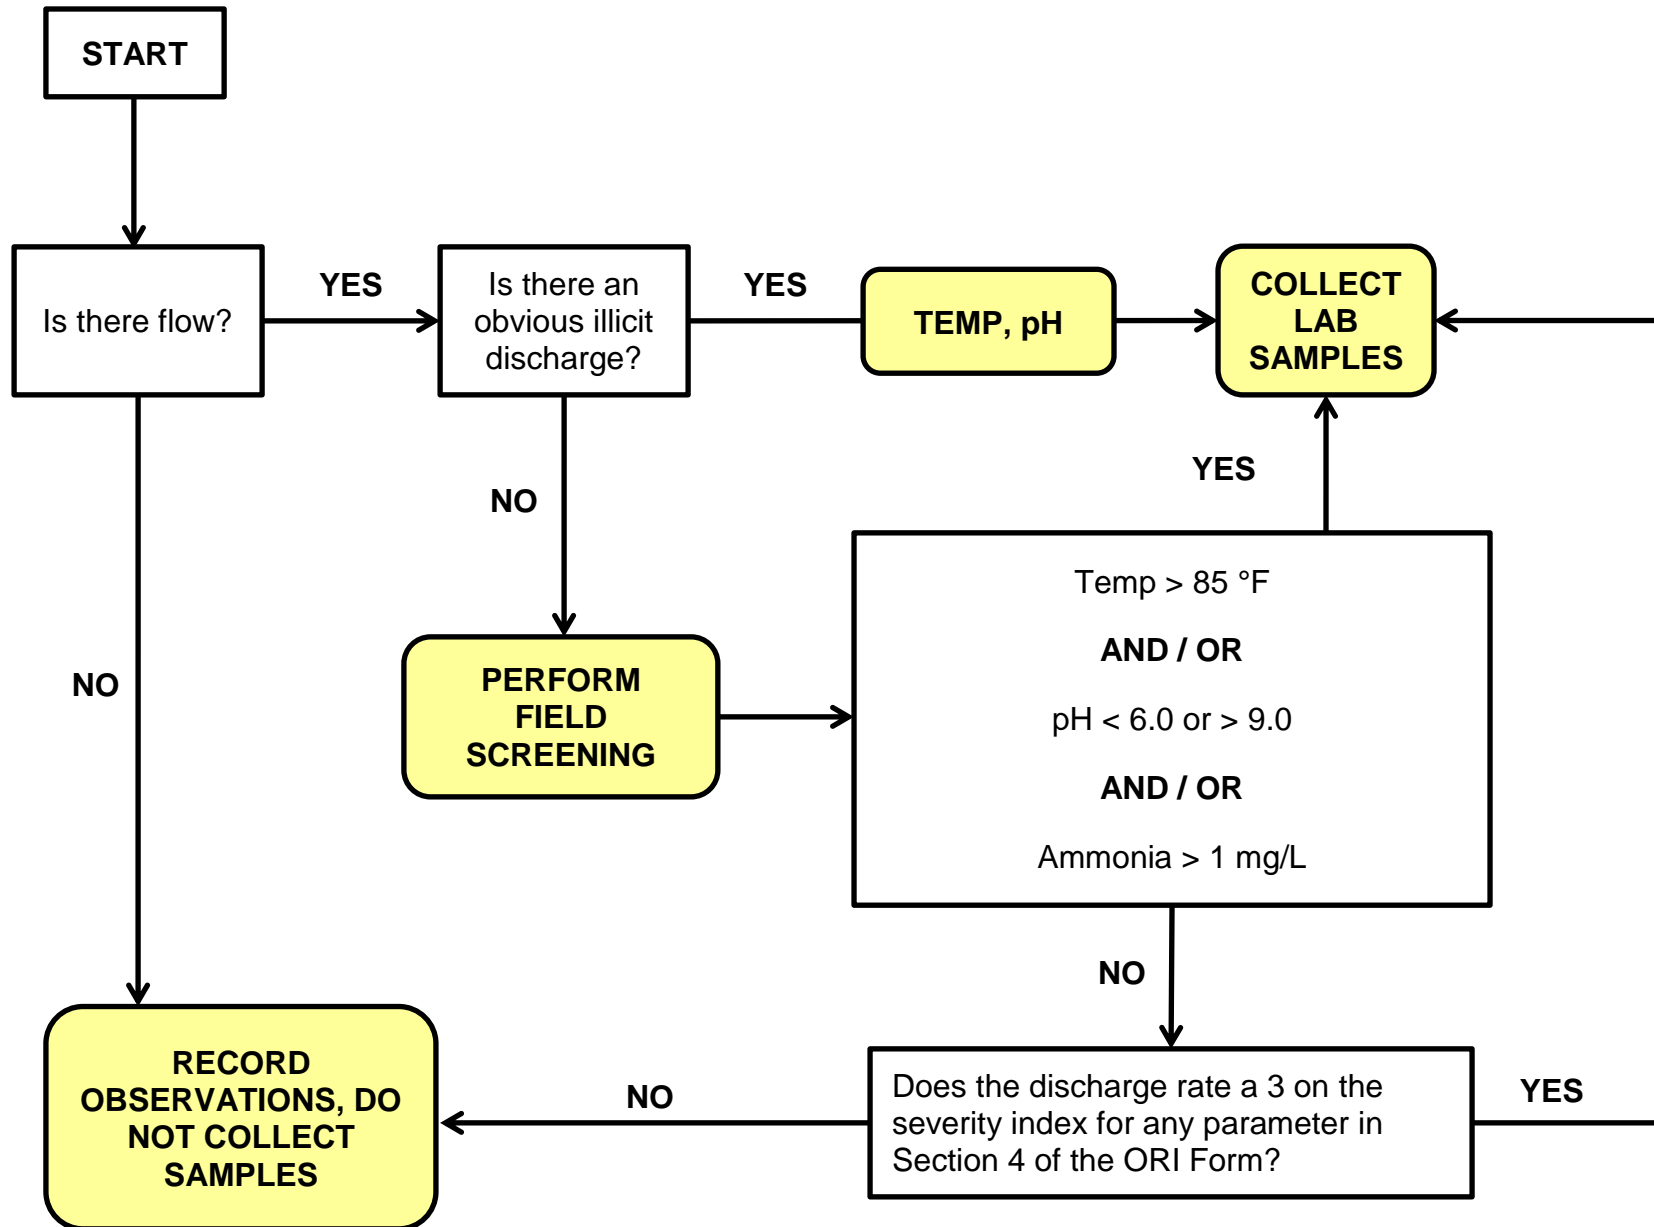 START
Is there flow?
YES
Is there an
obvious illicit
discharge?
YES
TEMP, pH
COLLECT
LAB
SAMPLES
YES
NO
Temp > 85 °F
AND / OR
pH < 6.0 or > 9.0
AND / OR
Ammonia > 1 mg/L
PERFORM
FIELD
SCREENING
NO
NO
RECORD
OBSERVATIONS, DO
NOT COLLECT
SAMPLES
NO
Does the discharge rate a 3 on the
severity index for any parameter in
Section 4 of the ORI Form?
YES